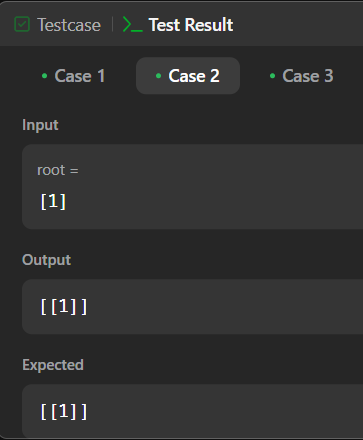 Testcase | >_ Test Result
• Case 1 • Case 2 • Case 3
Input
root =
[1]
Output
[[1]]
Expected
[[1]]